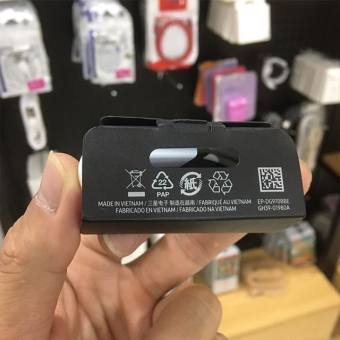 22
PAP
紙
MADE IN VIETNAM / 三星电子 制造在越南 / FABRIQUÉ AU VIETNAM
FABRICADO EN VIETNAM / FABRICADO NA VIETNAM
EP-DG970BBE
GH39-01980A